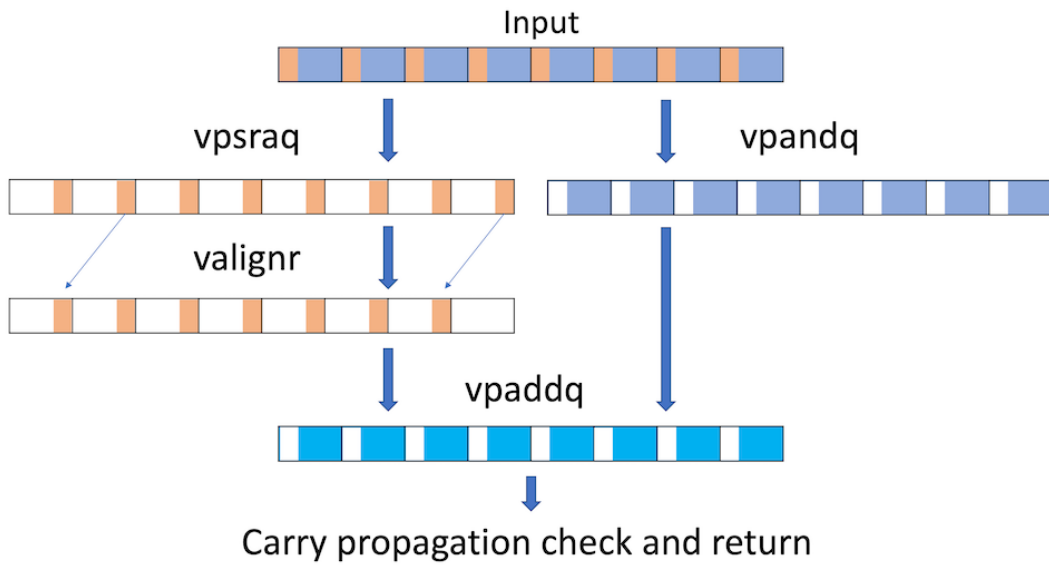 Input
vpsraq
vpandq
valignr
vpaddq
Carry propagation check and return